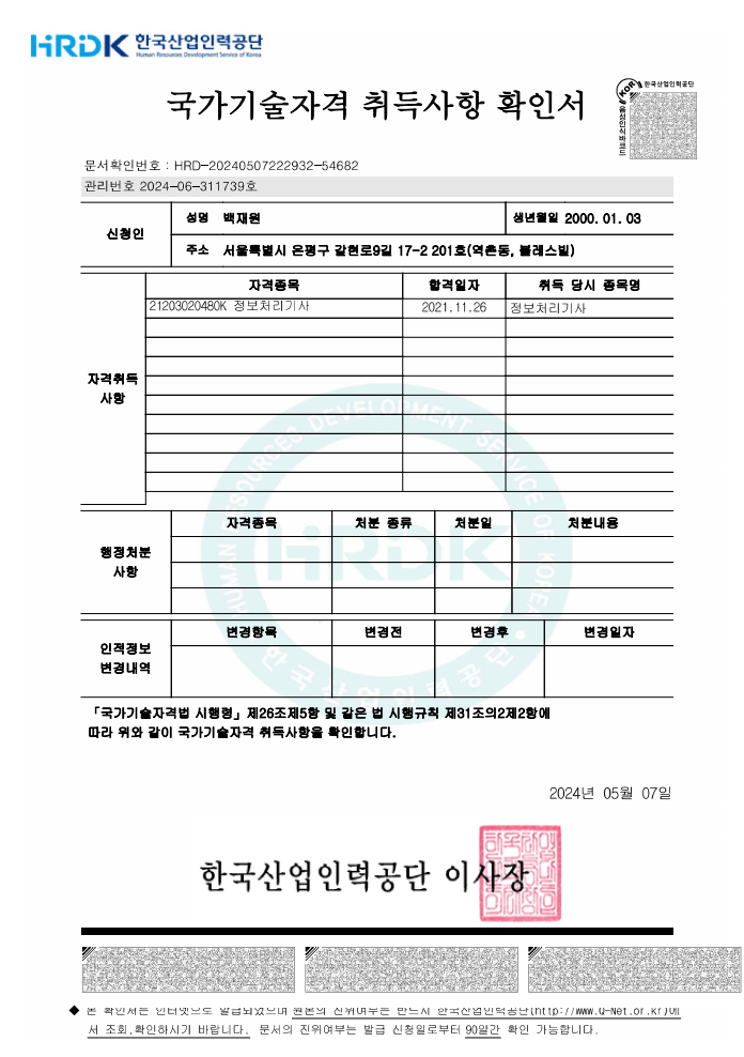 HRDK 한국산업인력공단
Human Resources Development Service of Korea
국가기술자격 취득사항 확인서
KOR 한국산업인력공단
음성인식바코드
문서확인번호 : HRD-20240507222932-54682
관리번호 2024-06-311739호
신청인 성명 백재원 생년월일 2000. 01. 03
주소 서울특별시 은평구 갈현로9길 17-2 201호(역촌동, 블레스빌)
자격취득 사항
자격종목 합격일자 취득 당시 종목명
21203020480K 정보처리기사 2021.11.26 정보처리기사
행정처분 사항
자격종목 처분 종류 처분일 처분내용
인적정보 변경내역
변경항목 변경전 변경후 변경일자
HUMAN RESOURCES DEVELOPMENT SERVICE OF KOREA
HRDK
한국산업인력공단
「국가기술자격법 시행령」 제26조제5항 및 같은 법 시행규칙 제31조의2제2항에
따라 위와 같이 국가기술자격 취득사항을 확인합니다.
2024년 05월 07일
한국산업인력공단 이사장
◆ 본 확인서는 인터넷으로 발급되었으며 원본의 진위여부는 반드시 한국산업인력공단(http://www.Q-Net.or.kr)에
서 조회,확인하시기 바랍니다. 문서의 진위여부는 발급 신청일로부터 90일간 확인 가능합니다.